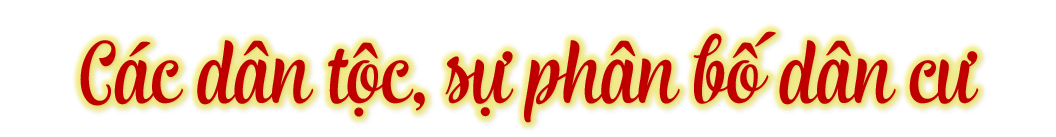 Các dân tộc, sự phân bố dân cư